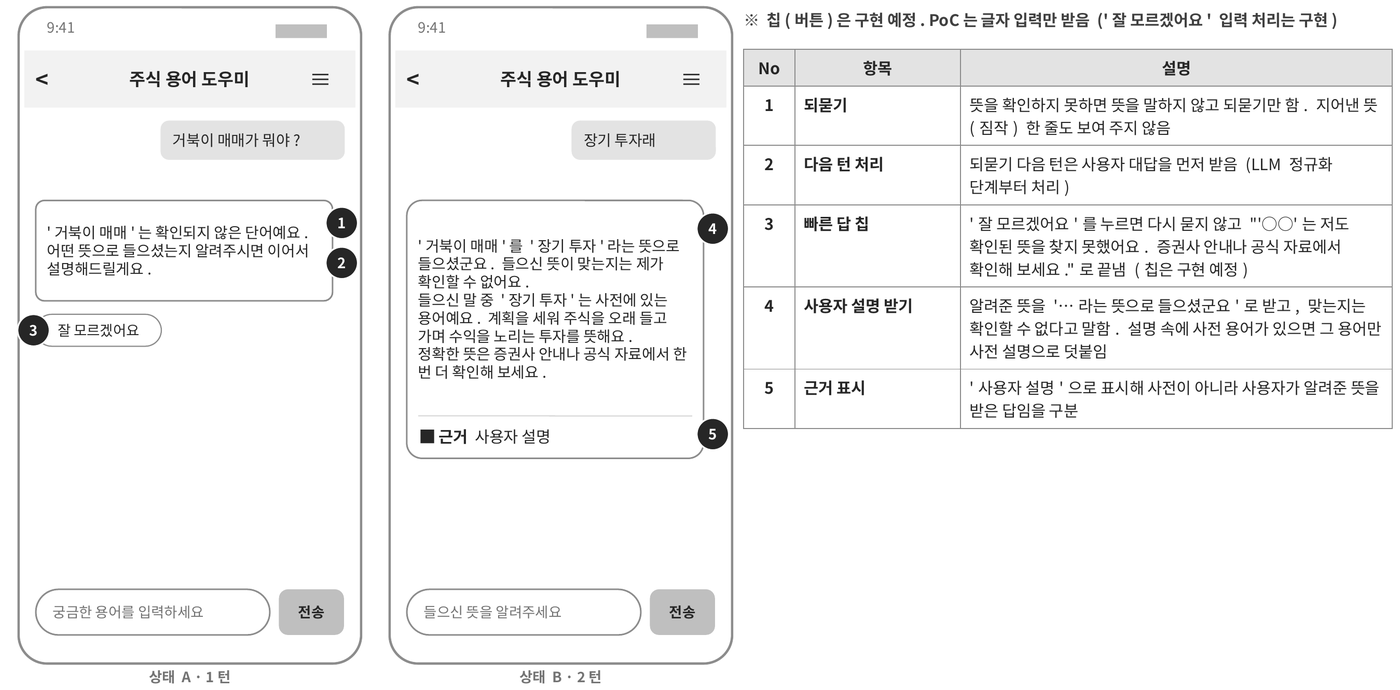 9:41
<
주식 용어 도우미
거북이 매매가 뭐야 ?
' 거북이 매매 ' 는 확인되지 않은 단어예요 .
어떤 뜻으로 들으셨는지 알려주시면 이어서
설명해드릴게요 .
1
2
3
잘 모르겠어요
궁금한 용어를 입력하세요
전송
상태 A · 1 턴
9:41
<
주식 용어 도우미
장기 투자래
4
' 거북이 매매 ' 를 ' 장기 투자 ' 라는 뜻으로
들으셨군요 . 들으신 뜻이 맞는지는 제가
확인할 수 없어요 .
들으신 말 중 ' 장기 투자 ' 는 사전에 있는
용어예요 . 계획을 세워 주식을 오래 들고
가며 수익을 노리는 투자를 뜻해요 .
정확한 뜻은 증권사 안내나 공식 자료에서 한
번 더 확인해 보세요 .
■ 근거 사용자 설명
5
들으신 뜻을 알려주세요
전송
상태 B · 2 턴
※ 칩 ( 버튼 ) 은 구현 예정 . PoC 는 글자 입력만 받음 (' 잘 모르겠어요 ' 입력 처리는 구현 )
No 항목 설명
1 되묻기 뜻을 확인하지 못하면 뜻을 말하지 않고 되묻기만 함 . 지어낸 뜻
( 짐작 ) 한 줄도 보여 주지 않음
2 다음 턴 처리 되묻기 다음 턴은 사용자 대답을 먼저 받음 (LLM 정규화
단계부터 처리 )
3 빠른 답 칩 ' 잘 모르겠어요 ' 를 누르면 다시 묻지 않고 "'○○' 는 저도
확인된 뜻을 찾지 못했어요 . 증권사 안내나 공식 자료에서
확인해 보세요 ." 로 끝냄 ( 칩은 구현 예정 )
4 사용자 설명 받기 알려준 뜻을 '… 라는 뜻으로 들으셨군요 ' 로 받고 , 맞는지는
확인할 수 없다고 말함 . 설명 속에 사전 용어가 있으면 그 용어만
사전 설명으로 덧붙임
5 근거 표시 ' 사용자 설명 ' 으로 표시해 사전이 아니라 사용자가 알려준 뜻을
받은 답임을 구분